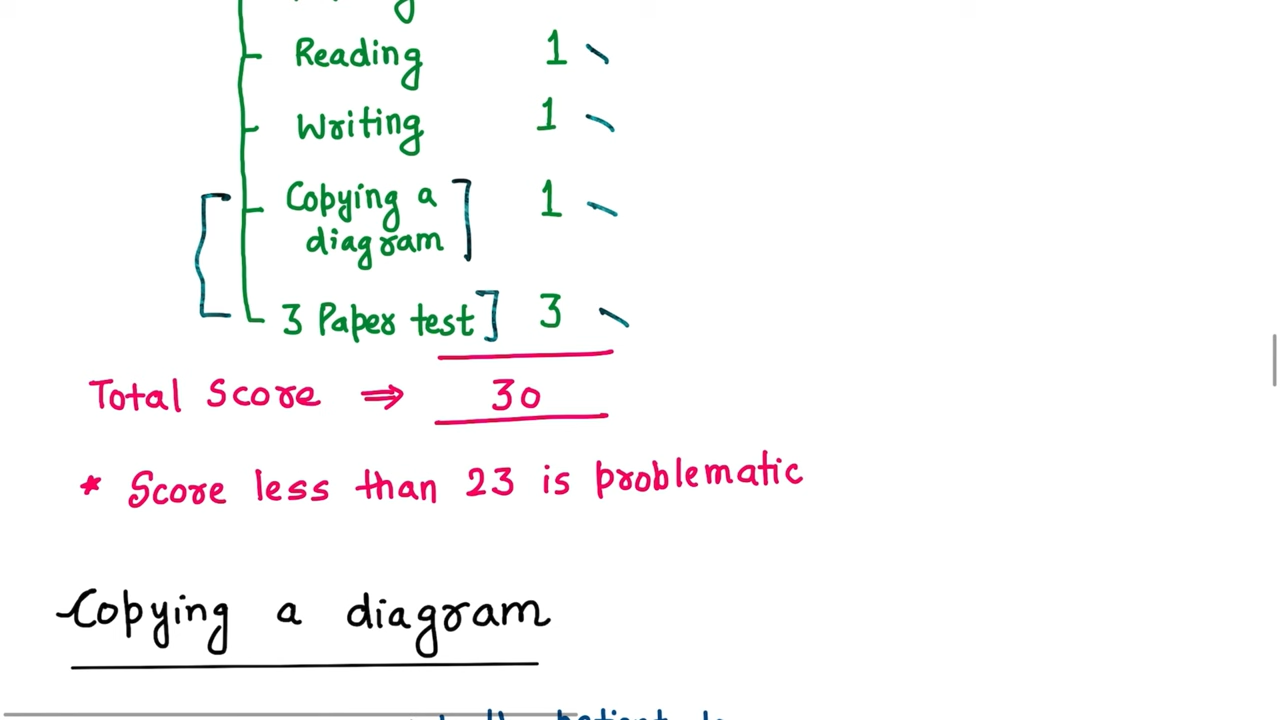 Reading 1
Writing 1
Copying a 1
diagram
3 Paper test 3
Total Score ⇒ 30
* Score less than 23 is problematic
Copying a diagram
patient